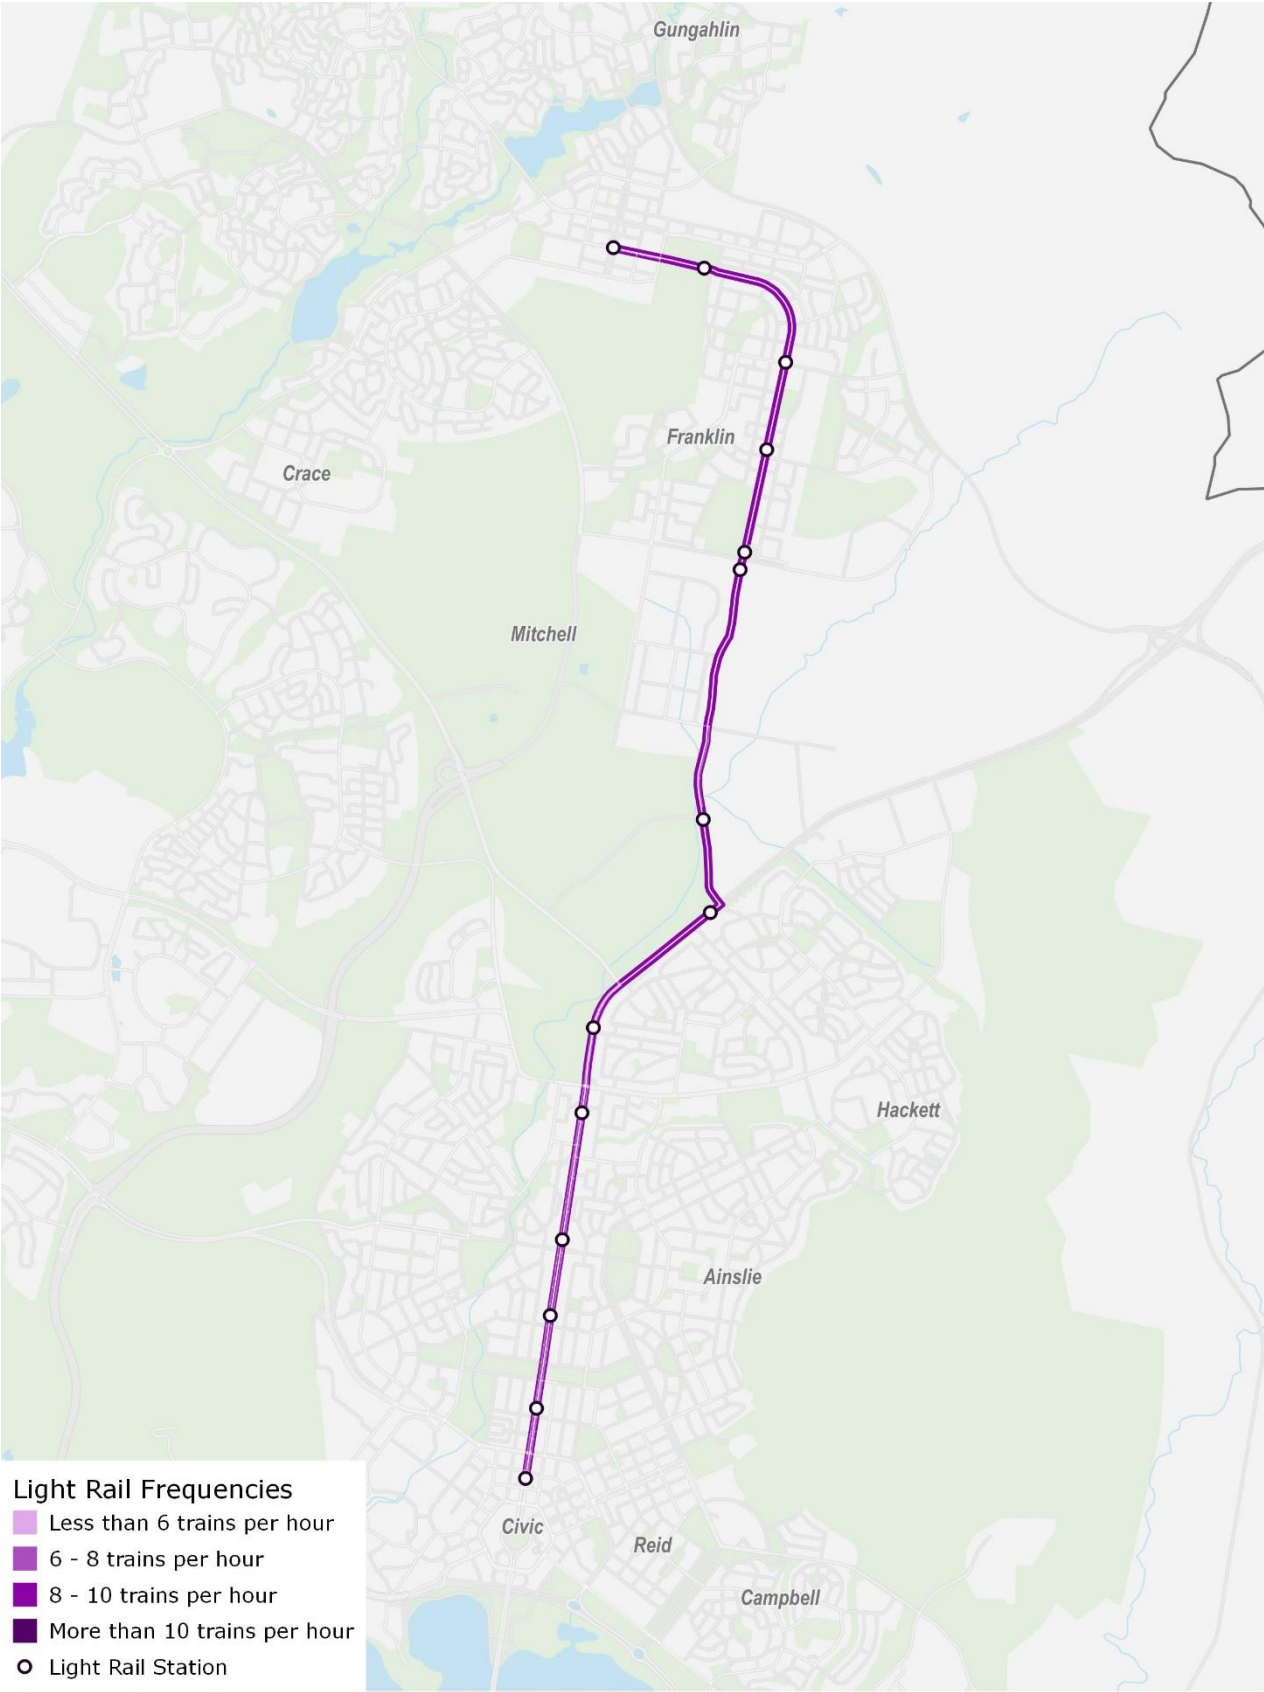 Gungahlin
Franklin
Crace
Mitchell
Hackett
Ainslie
Light Rail Frequencies
Less than 6 trains per hour
6 - 8 trains per hour
8 - 10 trains per hour
More than 10 trains per hour
Light Rail Station
Civic
Reid
Campbell